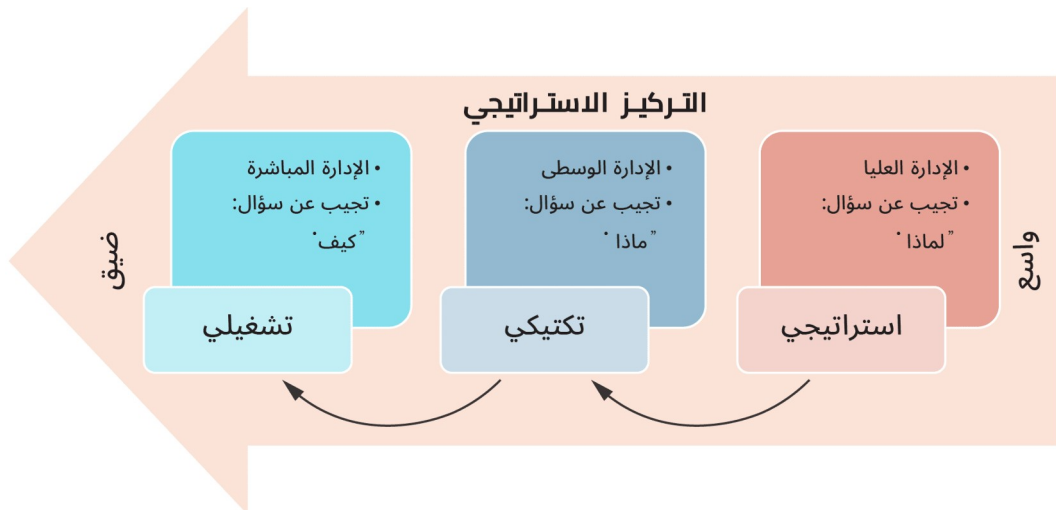 التركيز الاستراتيجي
واسع
• الإدارة العليا
• تجيب عن سؤال:
"لماذا"
استراتيجي
• الإدارة الوسطى
• تجيب عن سؤال:
"ماذا"
تكتيكي
• الإدارة المباشرة
• تجيب عن سؤال:
"كيف"
تشغيلي
ضيق